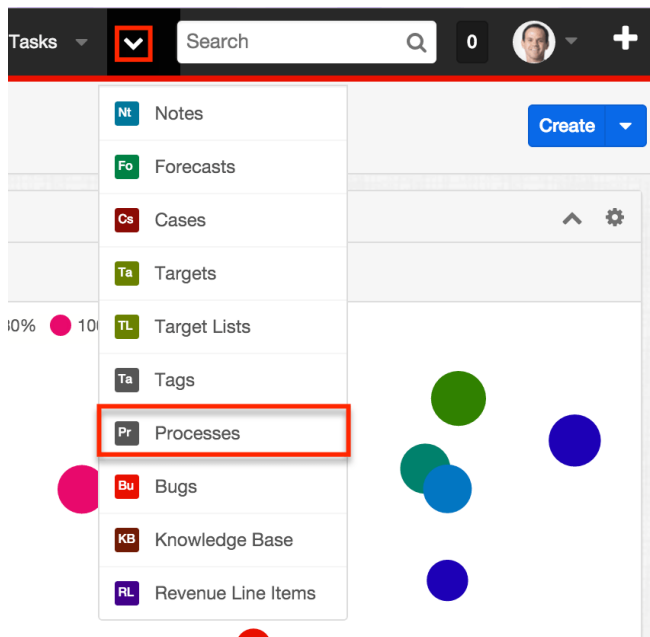 Tasks
Search
0
Create
Nt Notes
Fo Forecasts
Cs Cases
Ta Targets
TL Target Lists
Ta Tags
Pr Processes
Bu Bugs
KB Knowledge Base
RL Revenue Line Items